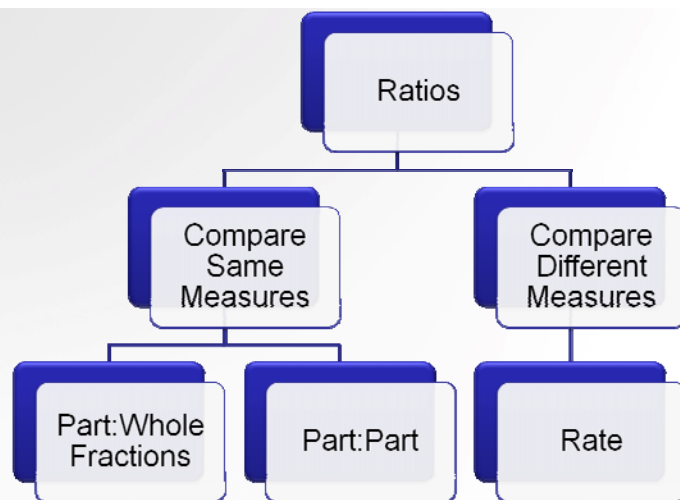 Ratios
Compare
Same
Measures
Compare
Different
Measures
Part:Whole
Fractions
Part:Part
Rate